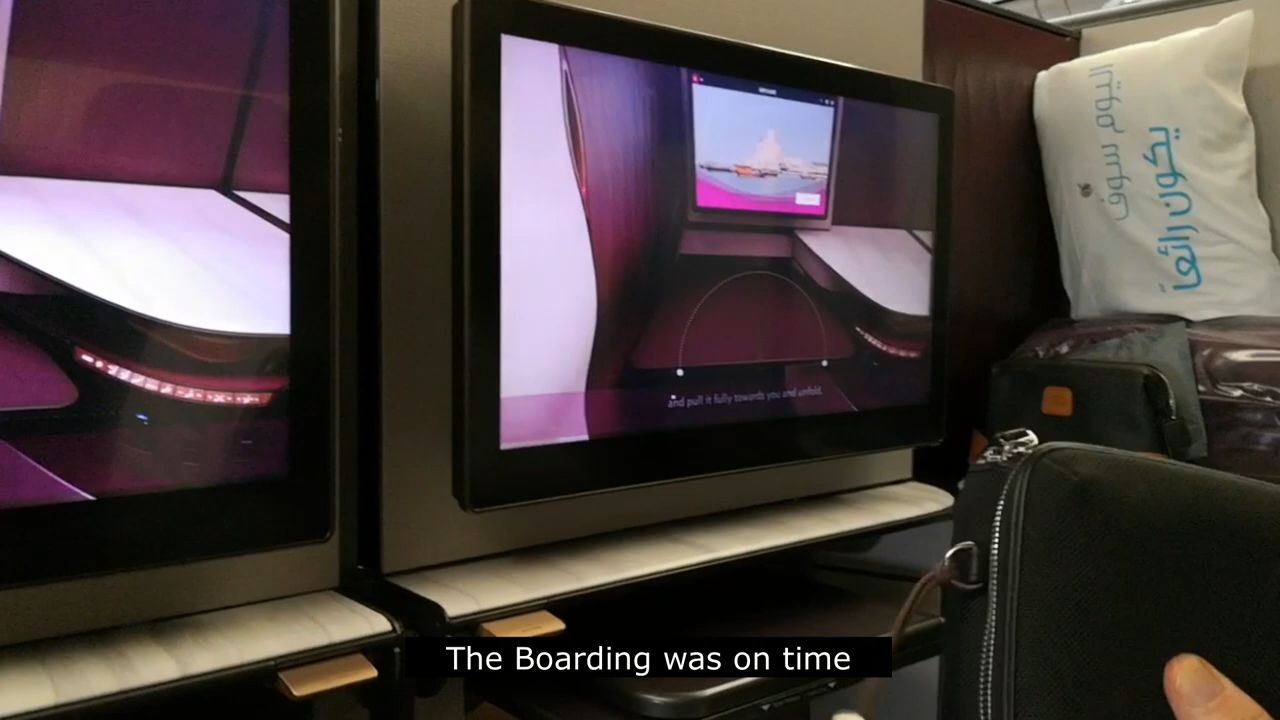 اليوم سوف
يكون رائعاً
and pull it fully towards you and unfold.
The Boarding was on time